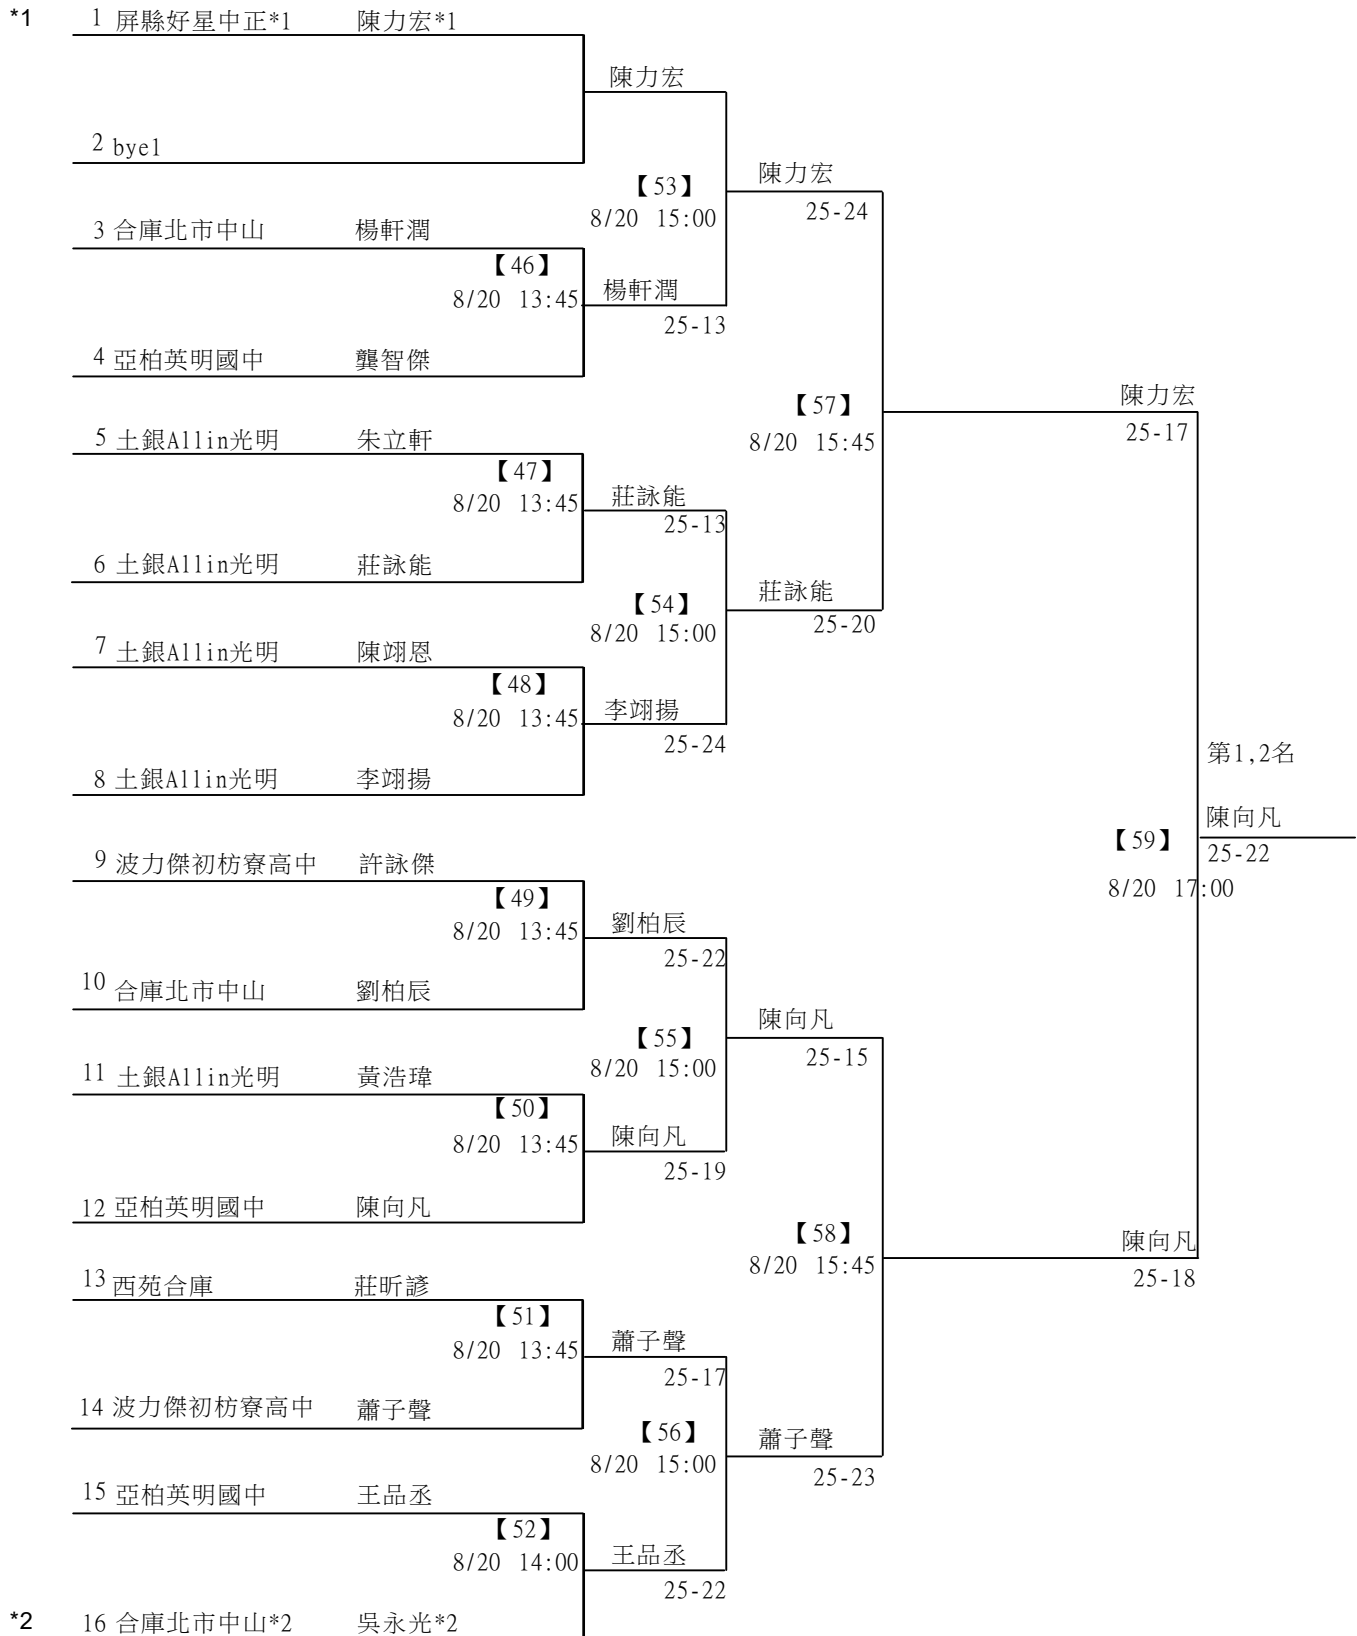 *1 1 屏縣好星中正*1 陳力宏*1
陳力宏
2 bye1
陳力宏
【53】
25-24
8/20 15:00
3 合庫北市中山 楊軒潤
【46】
8/20 13:45
楊軒潤
25-13
4 亞柏英明國中 龔智傑
陳力宏
【57】
25-17
8/20 15:45
5 土銀Allin光明 朱立軒
【47】
8/20 13:45
莊詠能
25-13
6 土銀Allin光明 莊詠能
莊詠能
【54】
25-20
8/20 15:00
7 土銀Allin光明 陳翊恩
【48】
8/20 13:45
李翊揚
25-24
8 土銀Allin光明 李翊揚
第1,2名
陳向凡
【59】
25-22
8/20 17:00
9 波力傑初枋寮高中 許詠傑
【49】
8/20 13:45
劉柏辰
25-22
10 合庫北市中山 劉柏辰
陳向凡
【55】
25-15
8/20 15:00
11 土銀Allin光明 黃浩瑋
【50】
8/20 13:45
陳向凡
25-19
12 亞柏英明國中 陳向凡
【58】
陳向凡
8/20 15:45
25-18
13 西苑合庫 莊昕諺
【51】
8/20 13:45
蕭子聲
25-17
14 波力傑初枋寮高中 蕭子聲
【56】
蕭子聲
8/20 15:00
25-23
15 亞柏英明國中 王品丞
【52】
8/20 14:00
王品丞
25-22
*2 16 合庫北市中山*2 吳永光*2